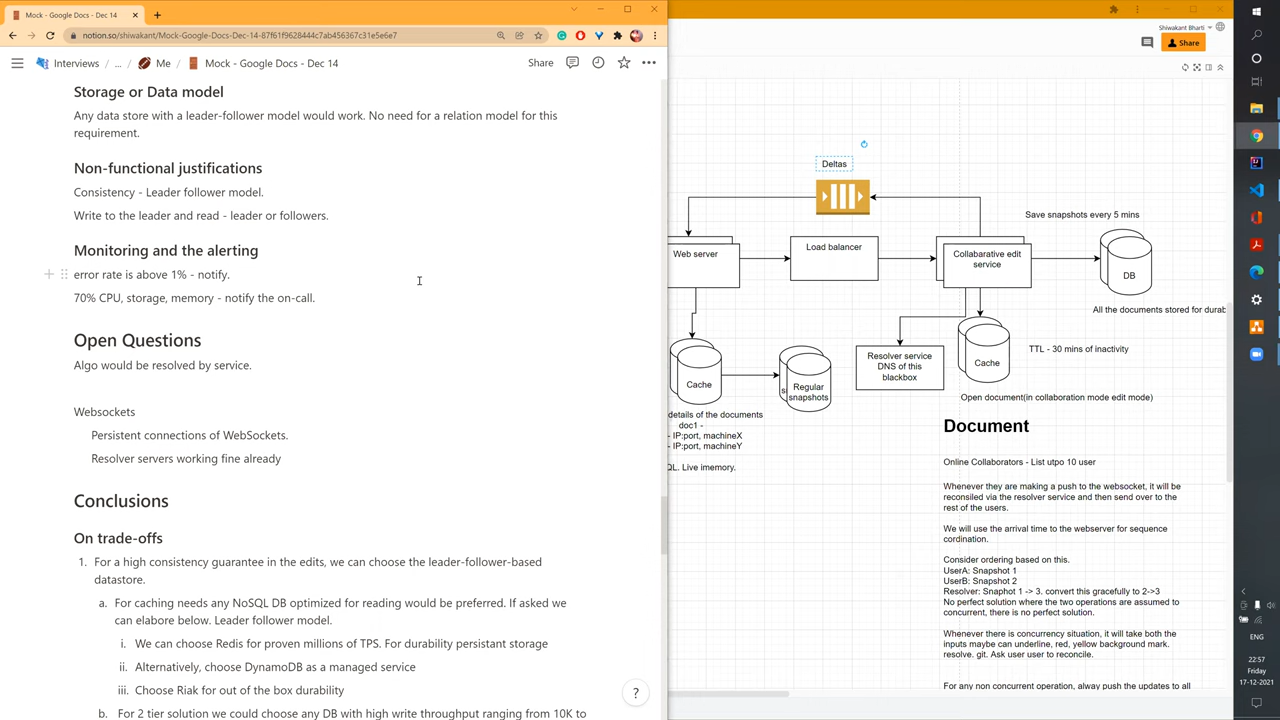 Mock - Google Docs - Dec 14
notion.so/shiwakant/Mock-Google-Docs-Dec-14-87f61f9628444c7ab456367c31e5e6e7
Interviews / ... / Me / Mock - Google Docs - Dec 14
Share
Storage or Data model
Any data store with a leader-follower model would work. No need for a relation model for this
requirement.
Non-functional justifications
Consistency - Leader follower model.
Write to the leader and read - leader or followers.
Monitoring and the alerting
error rate is above 1% - notify.
70% CPU, storage, memory - notify the on-call.
Open Questions
Algo would be resolved by service.
Websockets
Persistent connections of WebSockets.
Resolver servers working fine already
Conclusions
On trade-offs
1. For a high consistency guarantee in the edits, we can choose the leader-follower-based
datastore.
a. For caching needs any NoSQL DB optimized for reading would be preferred. If asked we
can elabore below. Leader follower model.
i. We can choose Redis for proven millions of TPS. For durability persistant storage
ii. Alternatively, choose DynamoDB as a managed service
iii. Choose Riak for out of the box durability
b. For 2 tier solution we could choose any DB with high write throughput ranging from 10K to
?
Shiwakant Bharti
Share
Deltas
Save snapshots every 5 mins
Web server
Load balancer
Collabarative edit
service
DB
All the documents stored for durab
Resolver service
DNS of this
blackbox
Cache
TTL - 30 mins of inactivity
Cache
Regular
snapshots
s
Open document(in collaboration mode edit mode)
details of the documents
doc1 -
- IP:port, machineX
- IP:port, machineY
QL. Live imemory.
Document
Online Collaborators - List utpo 10 user
Whenever they are making a push to the websocket, it will be
reconsiled via the resolver service and then send over to the
rest of the users.
We will use the arrival time to the webserver for sequence
cordination.
Consider ordering based on this.
UserA: Snapshot 1
UserB: Snapshot 2
Resolver: Snaphot 1 -> 3. convert this gracefully to 2->3
No perfect solution where the two operations are assumed to
concurrent, there is no perfect solution.
Whenever there is concurrency situation, it will take both the
inputs maybe can underline, red, yellow background mark.
resolve. git. Ask user user to reconcile.
For any non concurrent operation, alway push the updates to all
ENG
22:57
Friday
17-12-2021